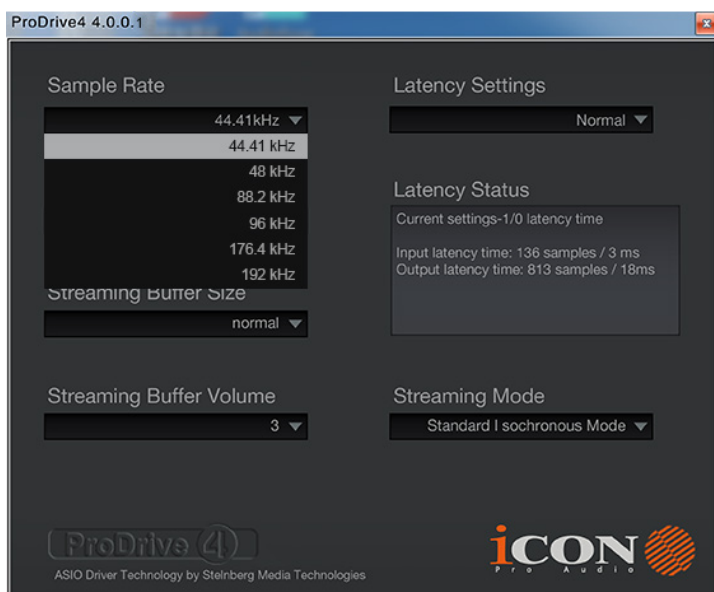 ProDrive4 4.0.0.1
Sample Rate
44.41kHz
44.41 kHz
48 kHz
88.2 kHz
96 kHz
176.4 kHz
192 kHz
Streaming Buffer Size
normal
Streaming Buffer Volume
3
Latency Settings
Normal
Latency Status
Current settings-1/0 latency time
Input latency time: 136 samples / 3 ms
Output latency time: 813 samples / 18ms
Streaming Mode
Standard I sochronous Mode
ProDrive 4
ASIO Driver Technology by Steinberg Media Technologies
iCON
Pro Audio